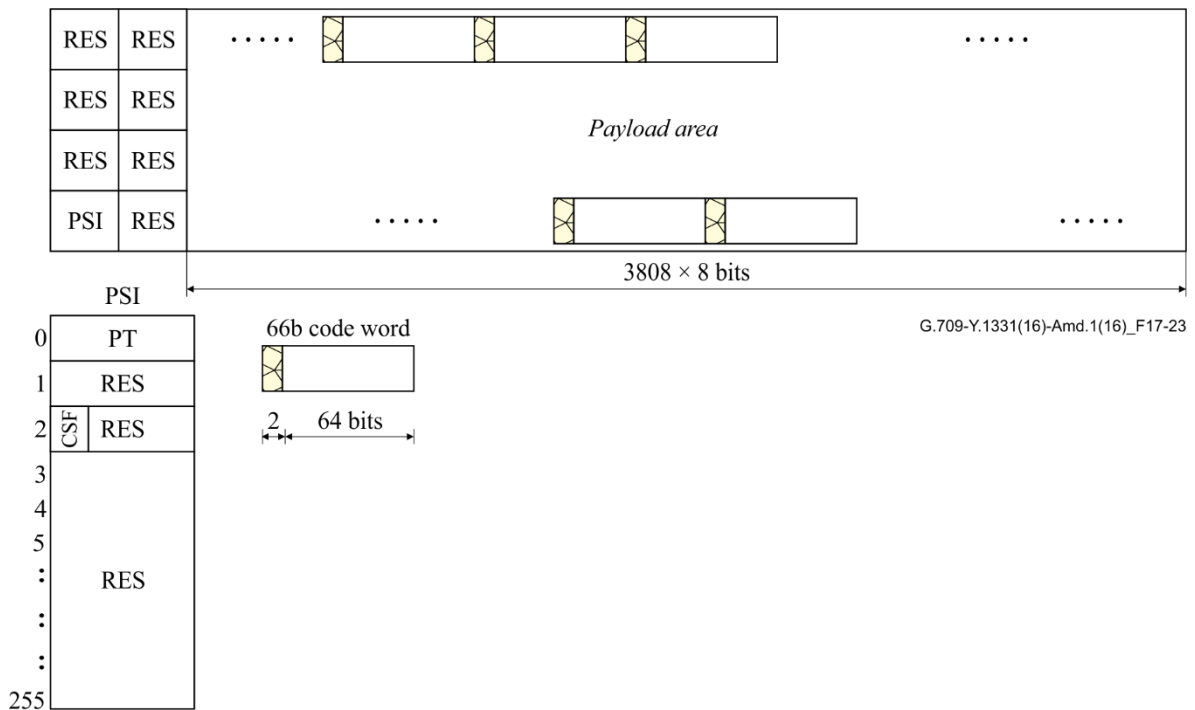 RES RES ..... .....
RES RES
Payload area
RES RES
PSI RES ..... .....
3808 × 8 bits
PSI
G.709-Y.1331(16)-Amd.1(16)_F17-23
0 PT
66b code word
1 RES
2 CSF RES
2 64 bits
3
4
5
:
RES
:
:
255